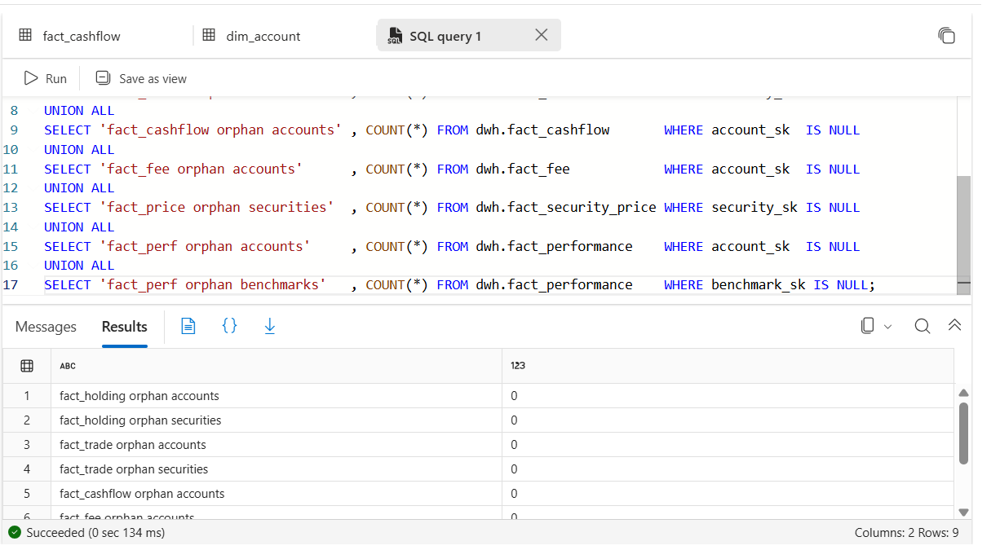 fact_cashflow dim_account SQL query 1
Run Save as view
8 UNION ALL
9 SELECT 'fact_cashflow orphan accounts' , COUNT(*) FROM dwh.fact_cashflow WHERE account_sk IS NULL
10 UNION ALL
11 SELECT 'fact_fee orphan accounts' , COUNT(*) FROM dwh.fact_fee WHERE account_sk IS NULL
12 UNION ALL
13 SELECT 'fact_price orphan securities' , COUNT(*) FROM dwh.fact_security_price WHERE security_sk IS NULL
14 UNION ALL
15 SELECT 'fact_perf orphan accounts' , COUNT(*) FROM dwh.fact_performance WHERE account_sk IS NULL
16 UNION ALL
17 SELECT 'fact_perf orphan benchmarks' , COUNT(*) FROM dwh.fact_performance WHERE benchmark_sk IS NULL;
Messages Results {}
ABC 123
1 fact_holding orphan accounts 0
2 fact_holding orphan securities 0
3 fact_trade orphan accounts 0
4 fact_trade orphan securities 0
5 fact_cashflow orphan accounts 0
6 fact_fee orphan accounts 0
Succeeded (0 sec 134 ms) Columns: 2 Rows: 9